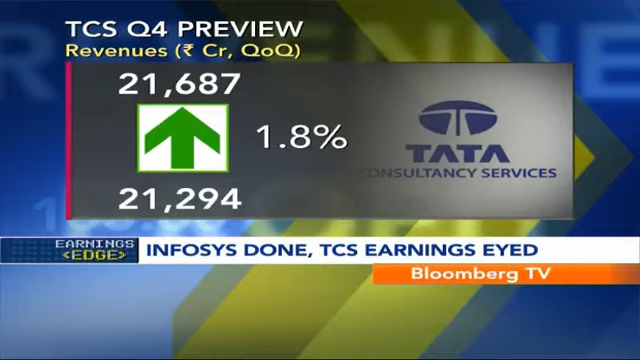 TCS Q4 PREVIEW
Revenues (₹ Cr, QoQ)
21,687
1.8%
21,294
TATA
CONSULTANCY SERVICES
EARNINGS
<EDGE>
INFOSYS DONE, TCS EARNINGS EYED
Bloomberg TV